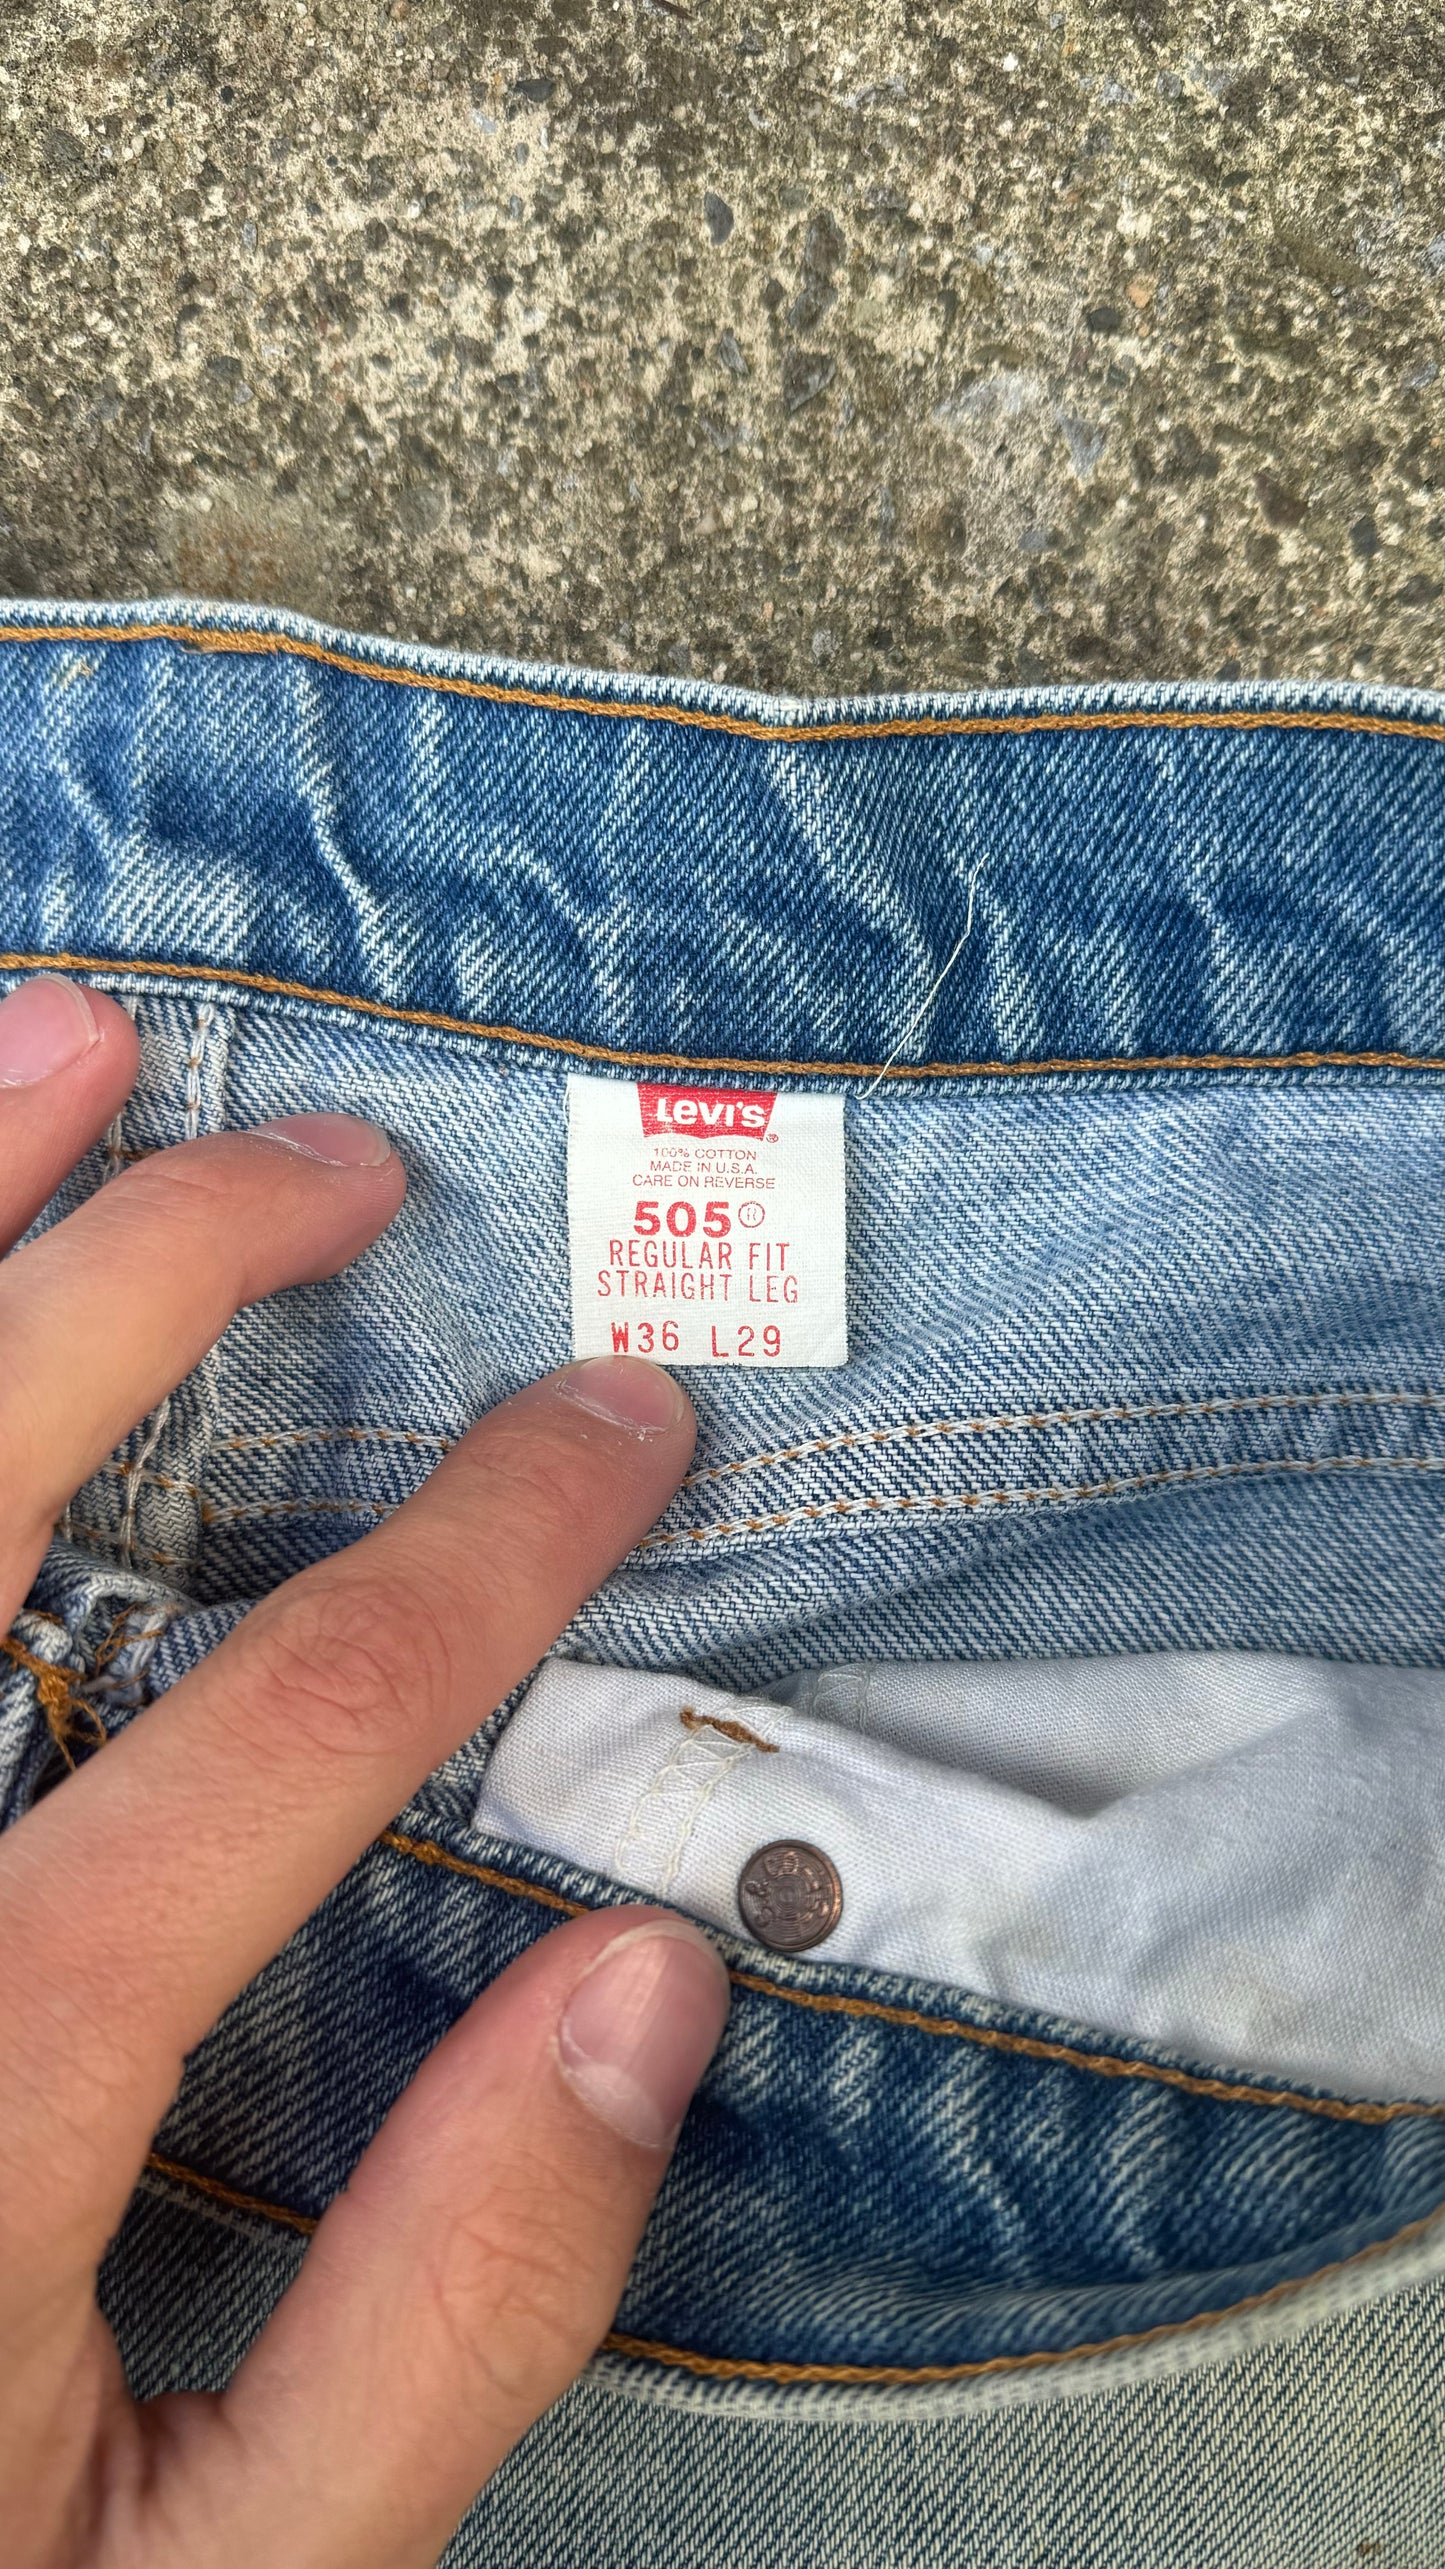 Levi's®
100% COTTON
MADE IN U.S.A.
CARE ON REVERSE
505®
REGULAR FIT
STRAIGHT LEG
W36 L29